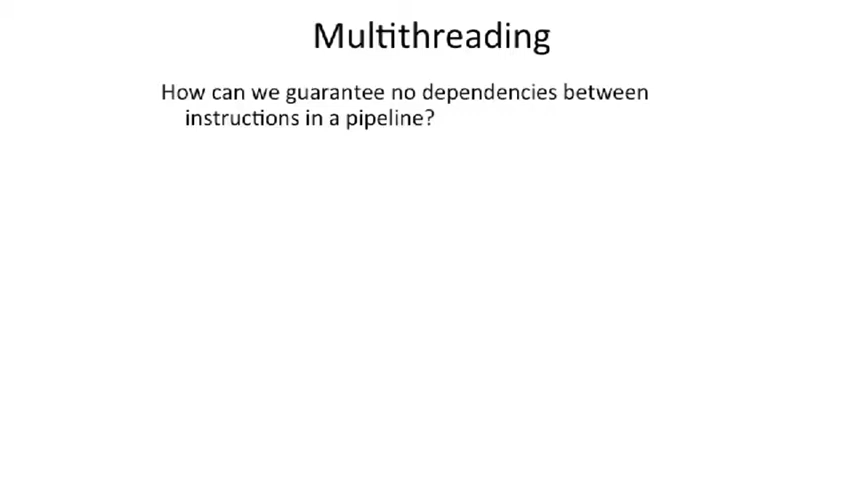 Multithreading
How can we guarantee no dependencies between
instructions in a pipeline?